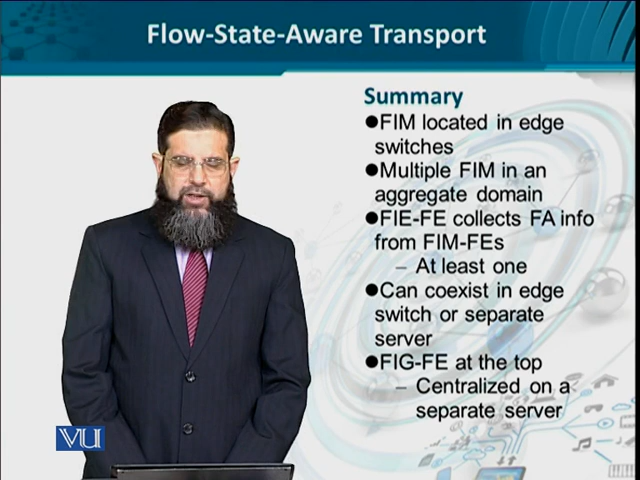 Flow-State-Aware Transport
Summary
●FIM located in edge
switches
●Multiple FIM in an
aggregate domain
●FIE-FE collects FA info
from FIM-FEs
– At least one
●Can coexist in edge
switch or separate
server
●FIG-FE at the top
– Centralized on a
separate server
VU